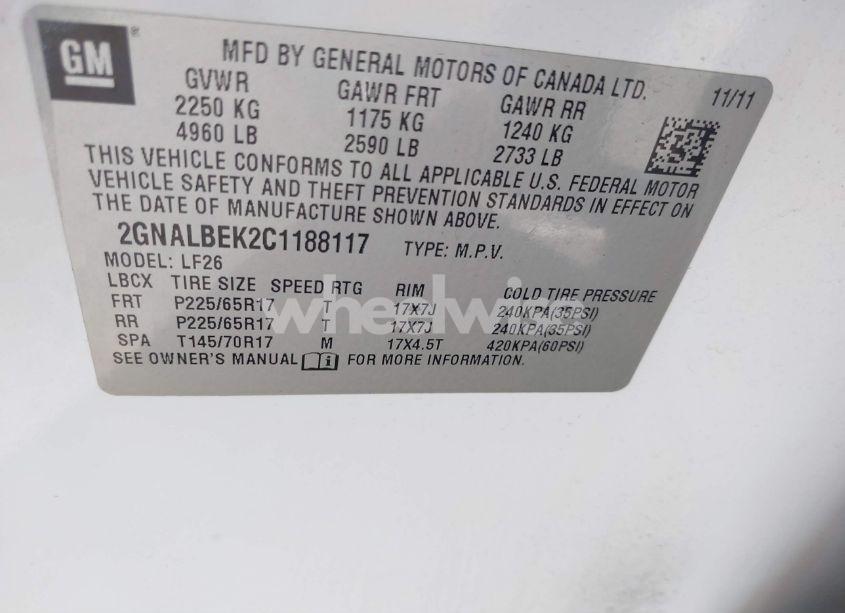 GM ®
MFD BY GENERAL MOTORS OF CANADA LTD. 11/11
GVWR GAWR FRT GAWR RR
2250 KG 1175 KG 1240 KG
4960 LB 2590 LB 2733 LB
THIS VEHICLE CONFORMS TO ALL APPLICABLE U.S. FEDERAL MOTOR
VEHICLE SAFETY AND THEFT PREVENTION STANDARDS IN EFFECT ON
THE DATE OF MANUFACTURE SHOWN ABOVE.
2GNALBEK2C1188117 TYPE: M.P.V.
MODEL: LF26
LBCX TIRE SIZE SPEED RTG RIM COLD TIRE PRESSURE
FRT P225/65R17 T 17X7J 240KPA(35PSI)
RR P225/65R17 T 17X7J 240KPA(35PSI)
SPA T145/70R17 M 17X4.5T 420KPA(60PSI)
SEE OWNER'S MANUAL FOR MORE INFORMATION.